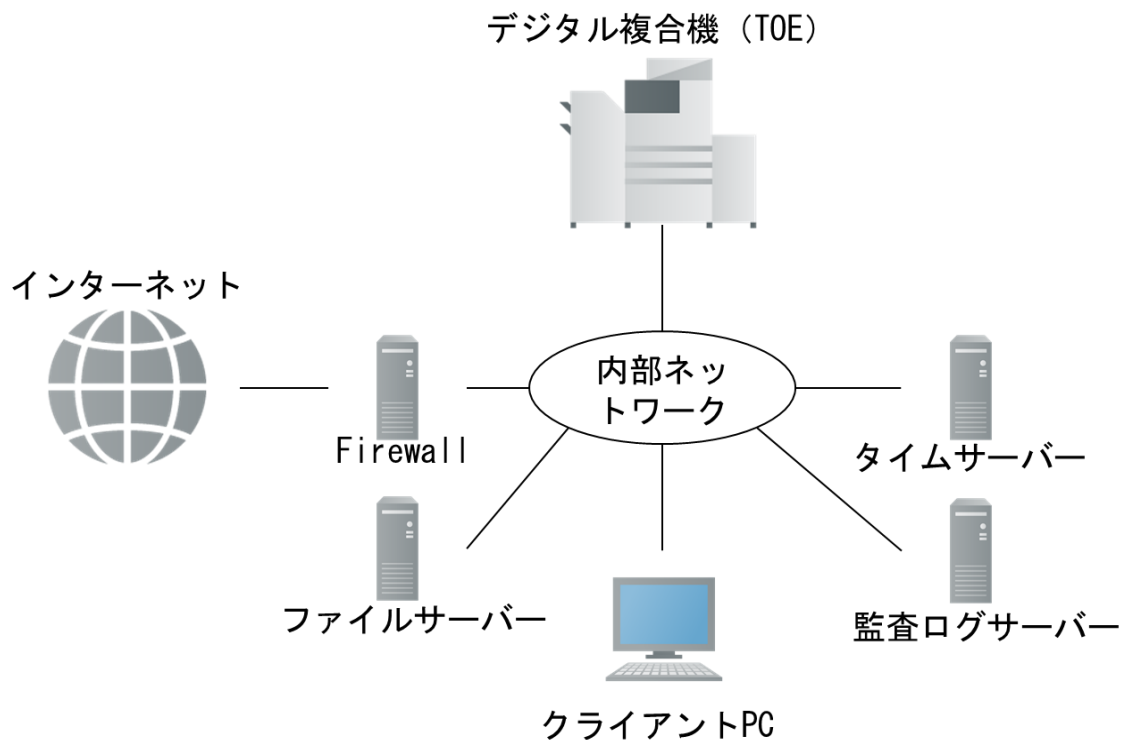 デジタル複合機（TOE）
インターネット
内部ネッ
トワーク
Firewall
タイムサーバー
ファイルサーバー
監査ログサーバー
クライアントPC